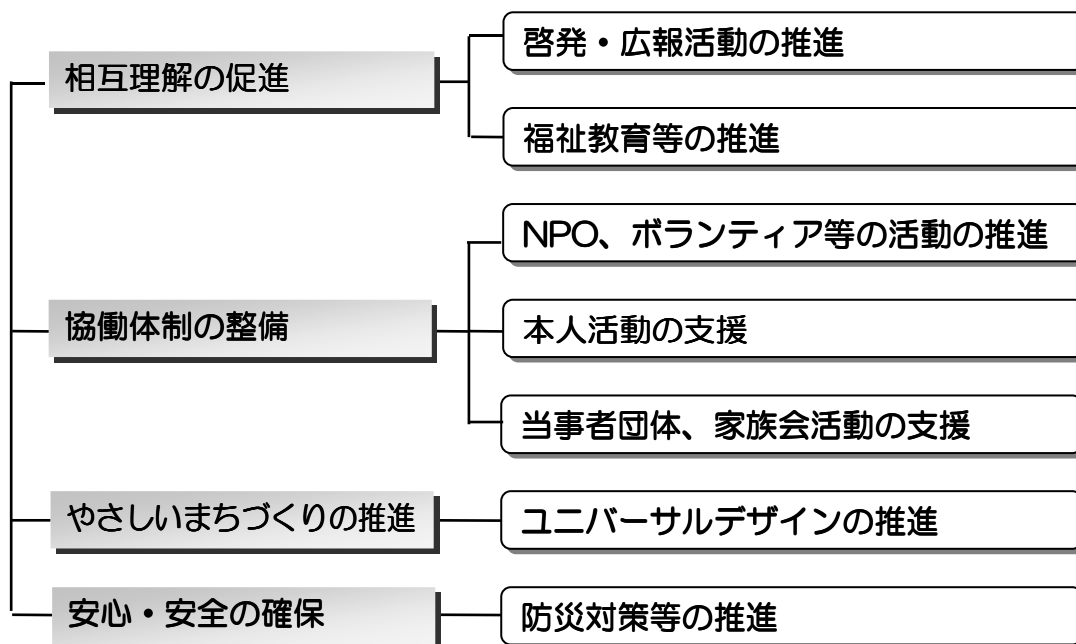 相互理解の促進
啓発・広報活動の推進
福祉教育等の推進
協働体制の整備
NPO、ボランティア等の活動の推進
本人活動の支援
当事者団体、家族会活動の支援
やさしいまちづくりの推進
ユニバーサルデザインの推進
安心・安全の確保
防災対策等の推進